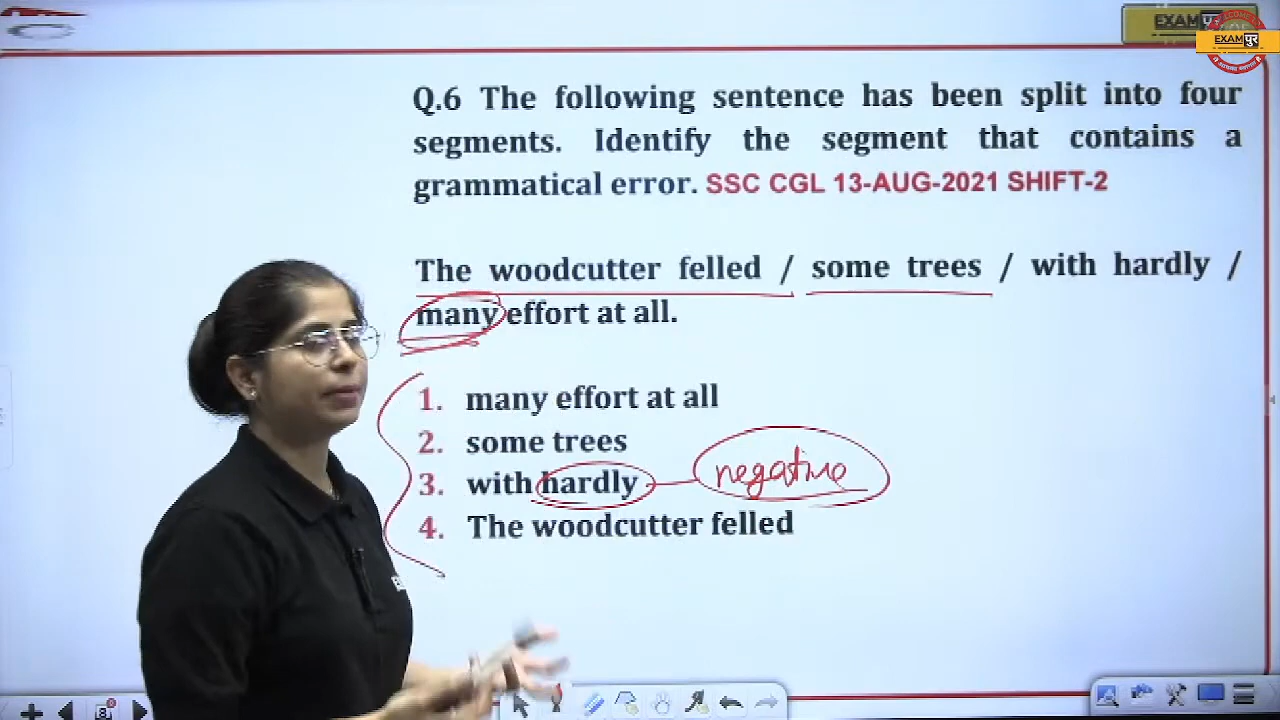 EXAM
EXAMपुर
Q.6 The following sentence has been split into four
segments. Identify the segment that contains a
grammatical error. SSC CGL 13-AUG-2021 SHIFT-2
The woodcutter felled / some trees / with hardly /
many effort at all.
1. many effort at all
2. some trees
3. with hardly
negative
4. The woodcutter felled
8